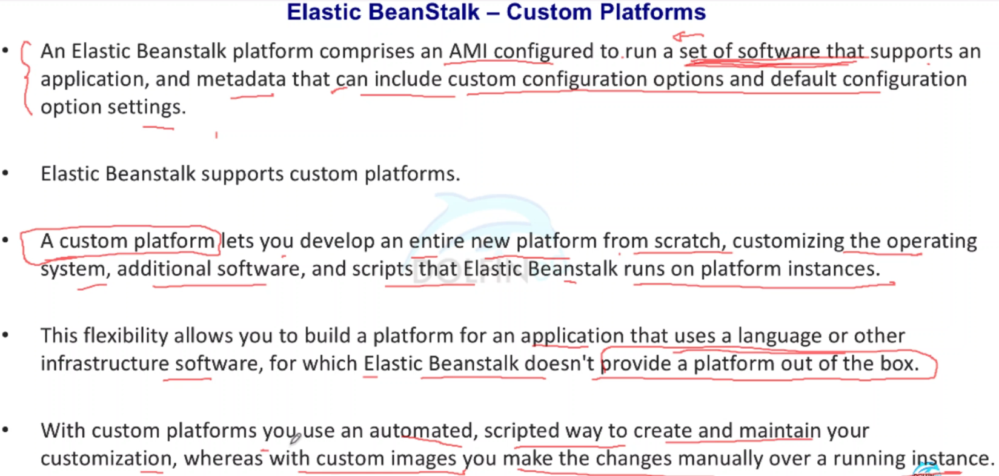 Elastic BeanStalk – Custom Platforms
• An Elastic Beanstalk platform comprises an AMI configured to run a set of software that supports an
application, and metadata that can include custom configuration options and default configuration
option settings.
• Elastic Beanstalk supports custom platforms.
• A custom platform lets you develop an entire new platform from scratch, customizing the operating
system, additional software, and scripts that Elastic Beanstalk runs on platform instances.
DOLFIN
• This flexibility allows you to build a platform for an application that uses a language or other
infrastructure software, for which Elastic Beanstalk doesn't provide a platform out of the box.
• With custom platforms you use an automated, scripted way to create and maintain your
customization, whereas with custom images you make the changes manually over a running instance.